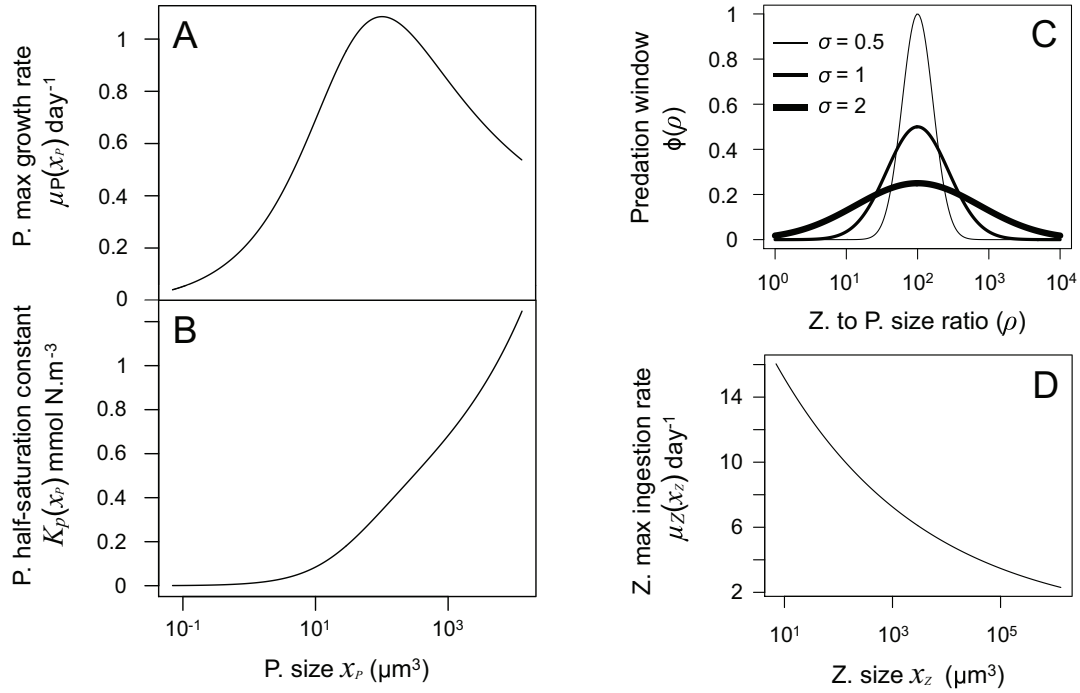 A
P. max growth rate
μP(xP) day-1
1
0.8
0.6
0.4
0.2
0
B
P. half-saturation constant
Kp(xP) mmol N.m-3
1
0.8
0.6
0.4
0.2
0
10-1
101
103
P. size xP (μm3)
C
σ = 0.5
σ = 1
σ = 2
Predation window
ϕ(ρ)
1
0.8
0.6
0.4
0.2
0
100
101
102
103
104
Z. to P. size ratio (ρ)
D
Z. max ingestion rate
μZ(xZ) day-1
14
10
6
2
101
103
105
Z. size xZ (μm3)